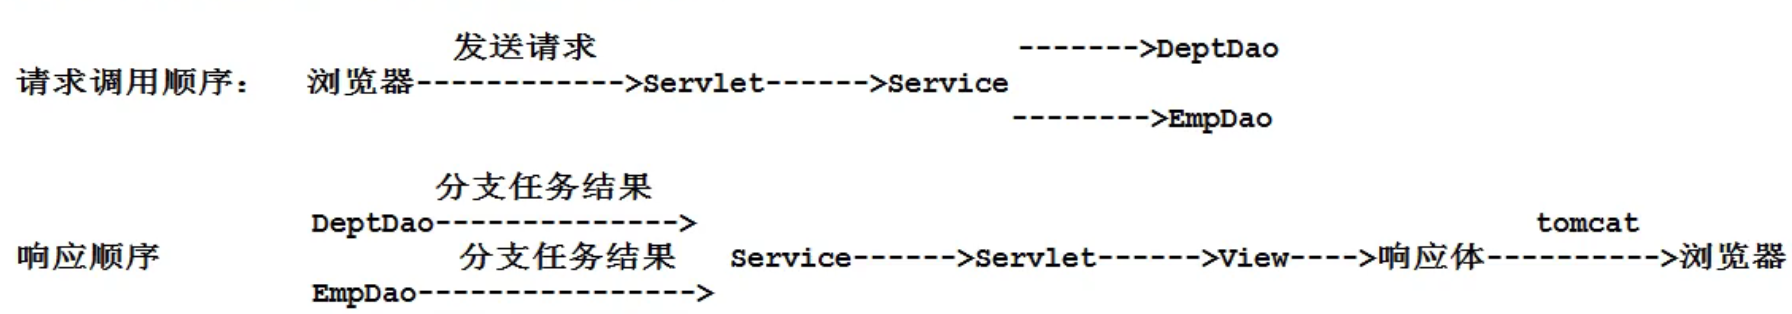 发送请求
------->DeptDao
请求调用顺序： 浏览器------------>Servlet------>Service
-------->EmpDao
分支任务结果
DeptDao-------------->
tomcat
响应顺序 分支任务结果 Service------>Servlet------>View---->响应体---------->浏览器
EmpDao---------------->